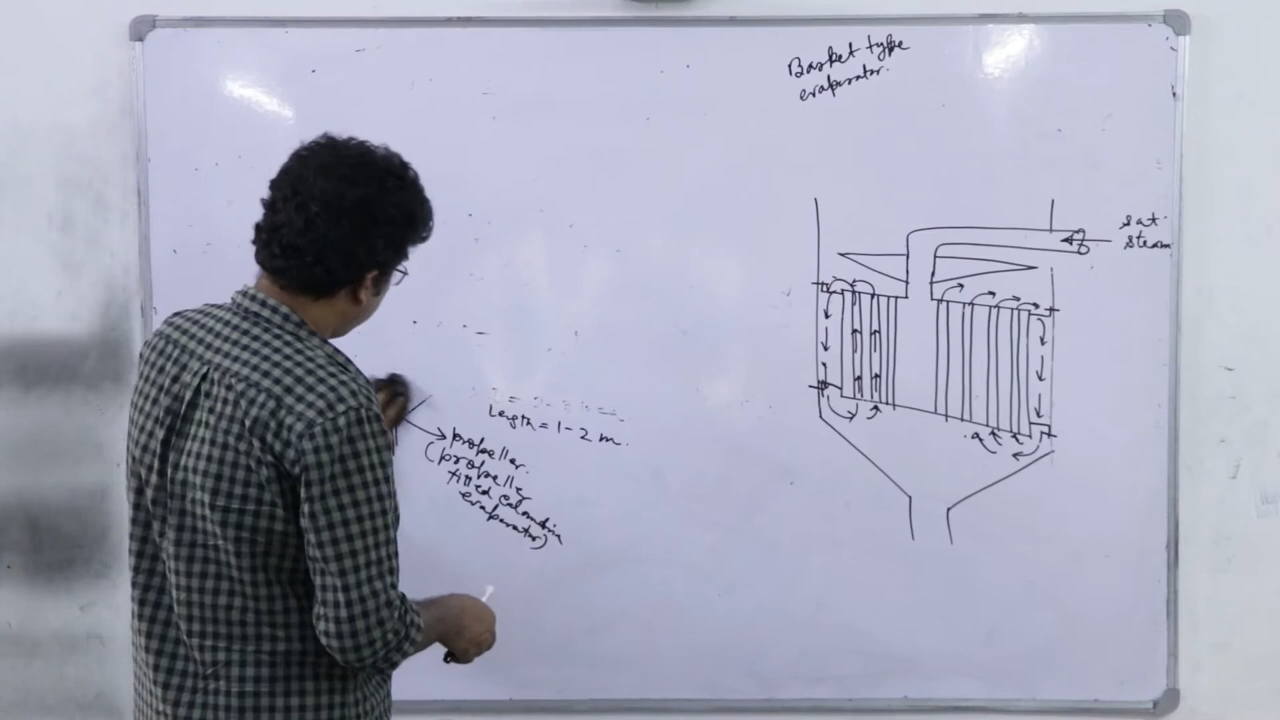 Basket type
evaporator.
sat.
steam
Length = 1-2 m.
propeller.
(propeller
fitted calandria
evaporator)